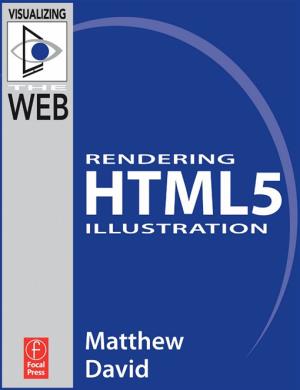 VISUALIZING
THE
WEB
RENDERING
HTML5
ILLUSTRATION
Matthew
David
f
Focal
Press